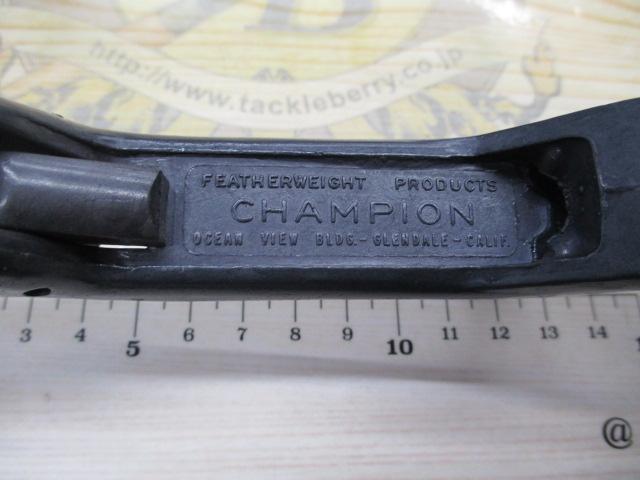 http://www.tackleberry.co.jp
FEATHERWEIGHT PRODUCTS
CHAMPION
OCEAN VIEW BLDG.-GLENDALE-CALIF.
3 4 5 6 7 8 9 10 11 12 13 14
@